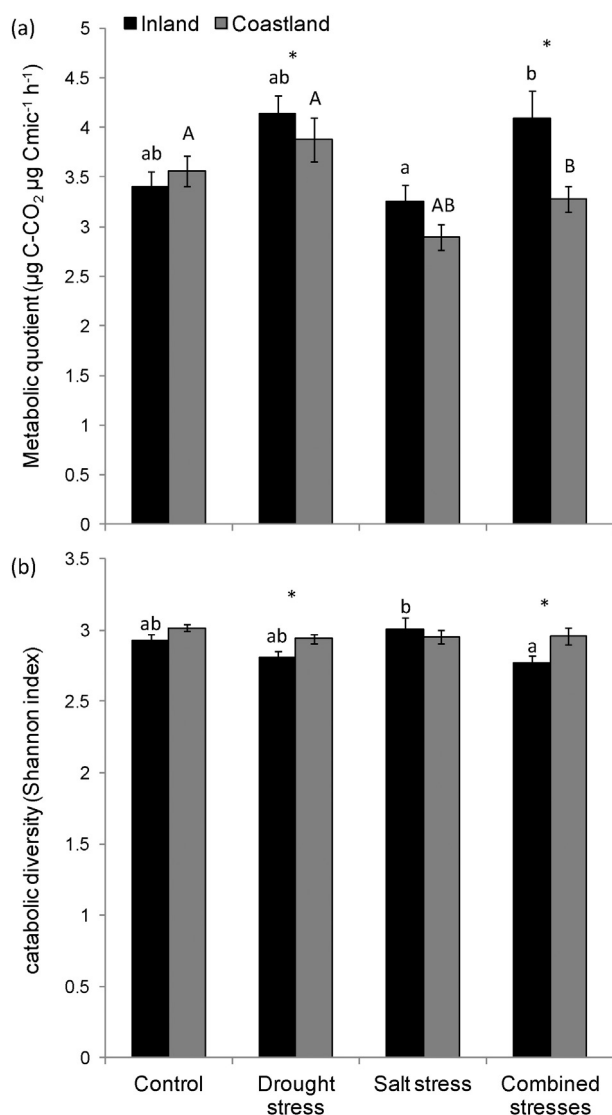 (a)
Inland Coastland
Metabolic quotient (µg C-CO₂ µg Cmic⁻¹ h⁻¹)
5
4.5
4
3.5
3
2.5
2
1.5
1
0.5
0
ab A
ab * A
a AB
b * B
(b)
catabolic diversity (Shannon index)
3.5
3
2.5
2
1.5
1
0.5
0
ab
ab *
b
a *
Control
Drought
stress
Salt stress
Combined
stresses